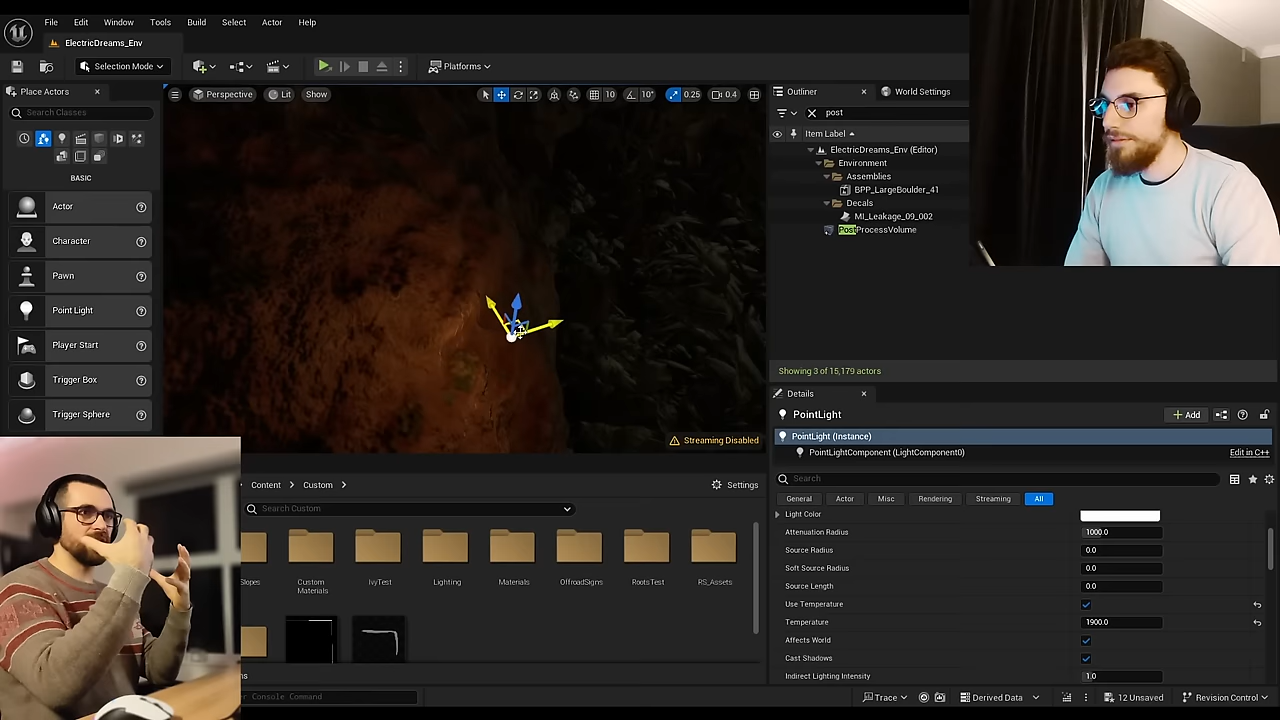 File Edit Window Tools Build Select Actor Help
ElectricDreams_Env
Selection Mode
Platforms
Place Actors
Search Classes
BASIC
Actor
Character
Pawn
Point Light
Player Start
Trigger Box
Trigger Sphere
Perspective Lit Show
10 10° 0.25 0.4
Streaming Disabled
Outliner World Settings
post
Item Label
ElectricDreams_Env (Editor)
Environment
Assemblies
BPP_LargeBoulder_41
Decals
MI_Leakage_09_002
PostProcessVolume
Showing 3 of 15,179 actors
Details
PointLight
Add
PointLight (Instance)
PointLightComponent (LightComponent0) Edit in C++
Search
General Actor Misc Rendering Streaming All
Light Color
Attenuation Radius 1000.0
Source Radius 0.0
Soft Source Radius 0.0
Source Length 0.0
Use Temperature
Temperature 1900.0
Affects World
Cast Shadows
Indirect Lighting Intensity 1.0
Content Custom Settings
Search Custom
Custom Materials
IvyTest
Lighting
Materials
OffroadSigns
RootsTest
RS_Assets
Console Command
Trace Derived Data 12 Unsaved Revision Control